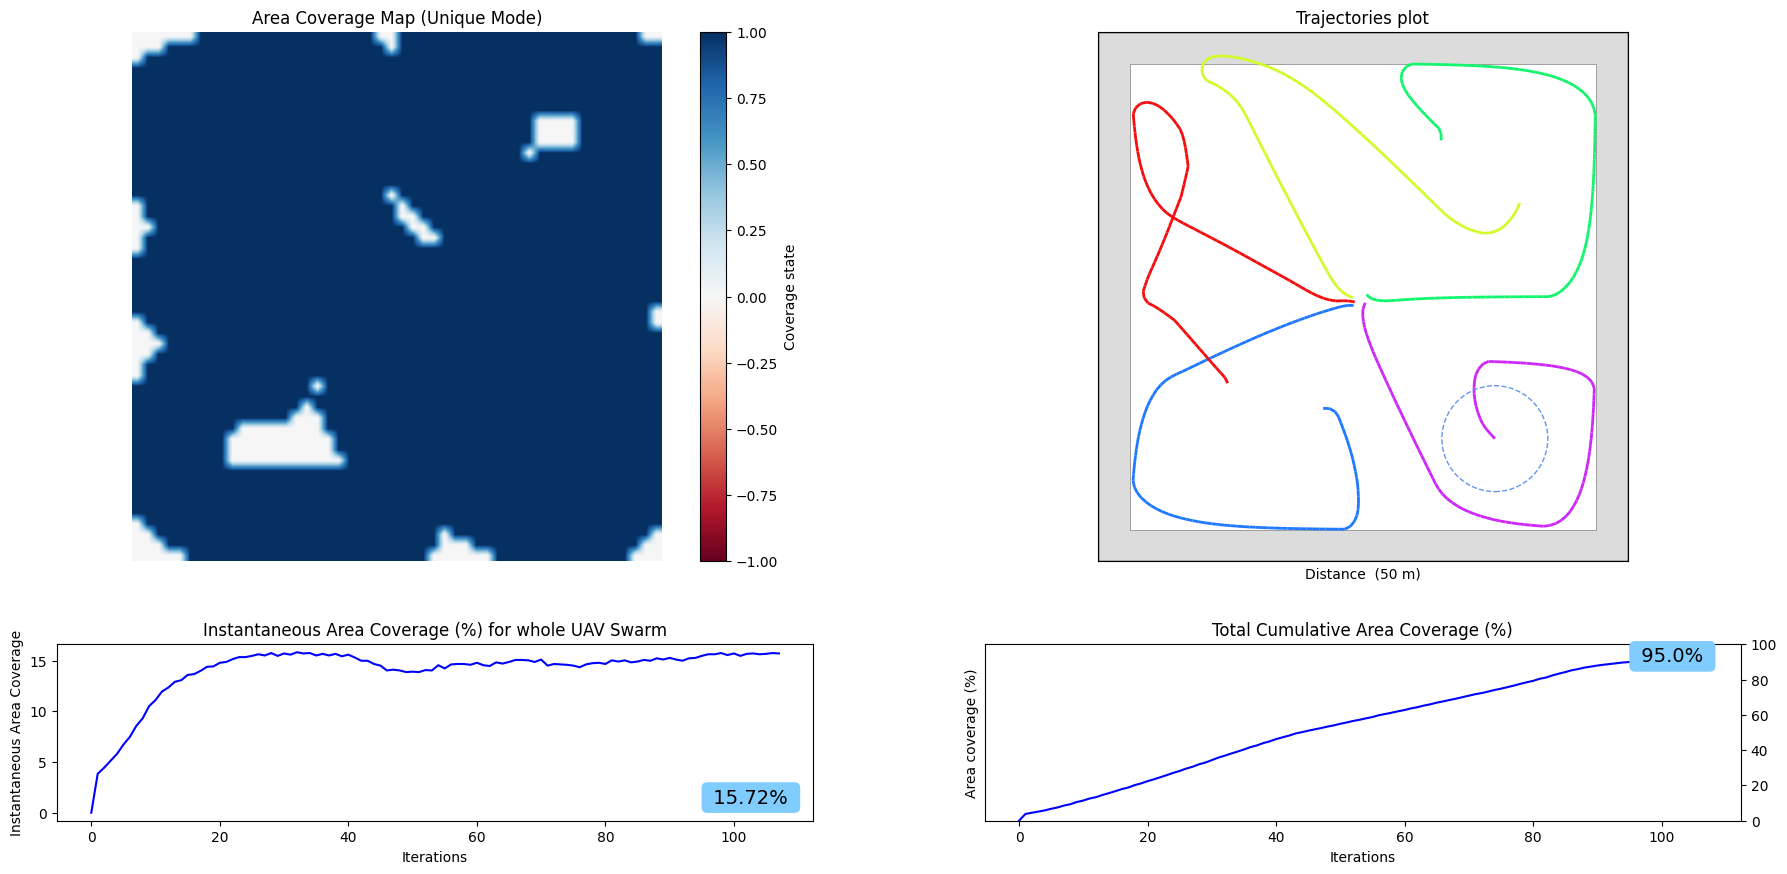 Area Coverage Map (Unique Mode)
1.00
0.75
0.50
0.25
0.00
−0.25
−0.50
−0.75
−1.00
Coverage state
Trajectories plot
Distance  (50 m)
Instantaneous Area Coverage (%) for whole UAV Swarm
Instantaneous Area Coverage
15
10
5
0
15.72%
0 20 40 60 80 100
Iterations
Total Cumulative Area Coverage (%)
Area coverage (%)
95.0%
100
80
60
40
20
0
0 20 40 60 80 100
Iterations